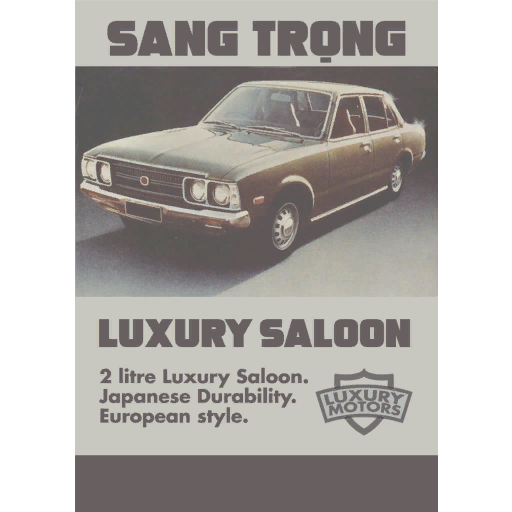 SANG TRỌNG
LUXURY SALOON
2 litre Luxury Saloon.
Japanese Durability.
European style.
LUXURY
MOTORS